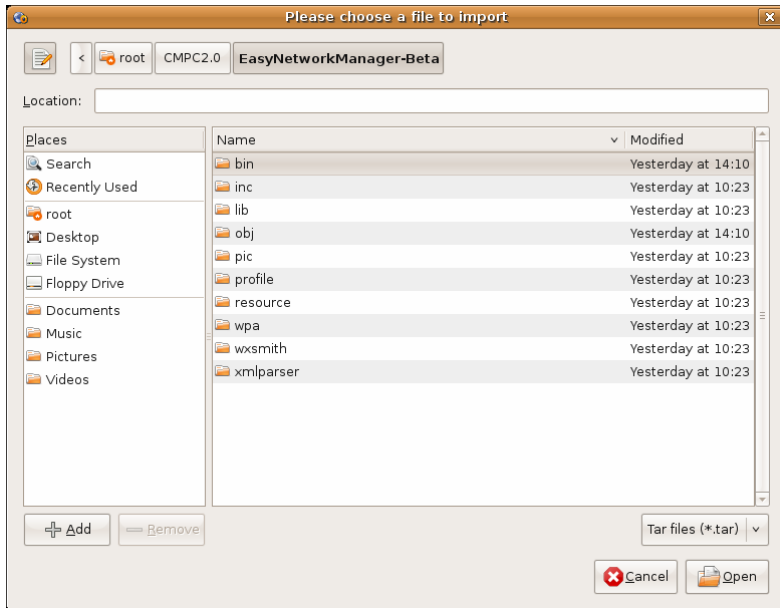 Please choose a file to import
< root CMPC2.0 EasyNetworkManager-Beta
Location:
Places
Search
Recently Used
root
Desktop
File System
Floppy Drive
Documents
Music
Pictures
Videos
Name Modified
bin Yesterday at 14:10
inc Yesterday at 10:23
lib Yesterday at 10:23
obj Yesterday at 14:10
pic Yesterday at 10:23
profile Yesterday at 10:23
resource Yesterday at 10:23
wpa Yesterday at 10:23
wxsmith Yesterday at 10:23
xmlparser Yesterday at 10:23
Add Remove Tar files (*.tar)
Cancel Open